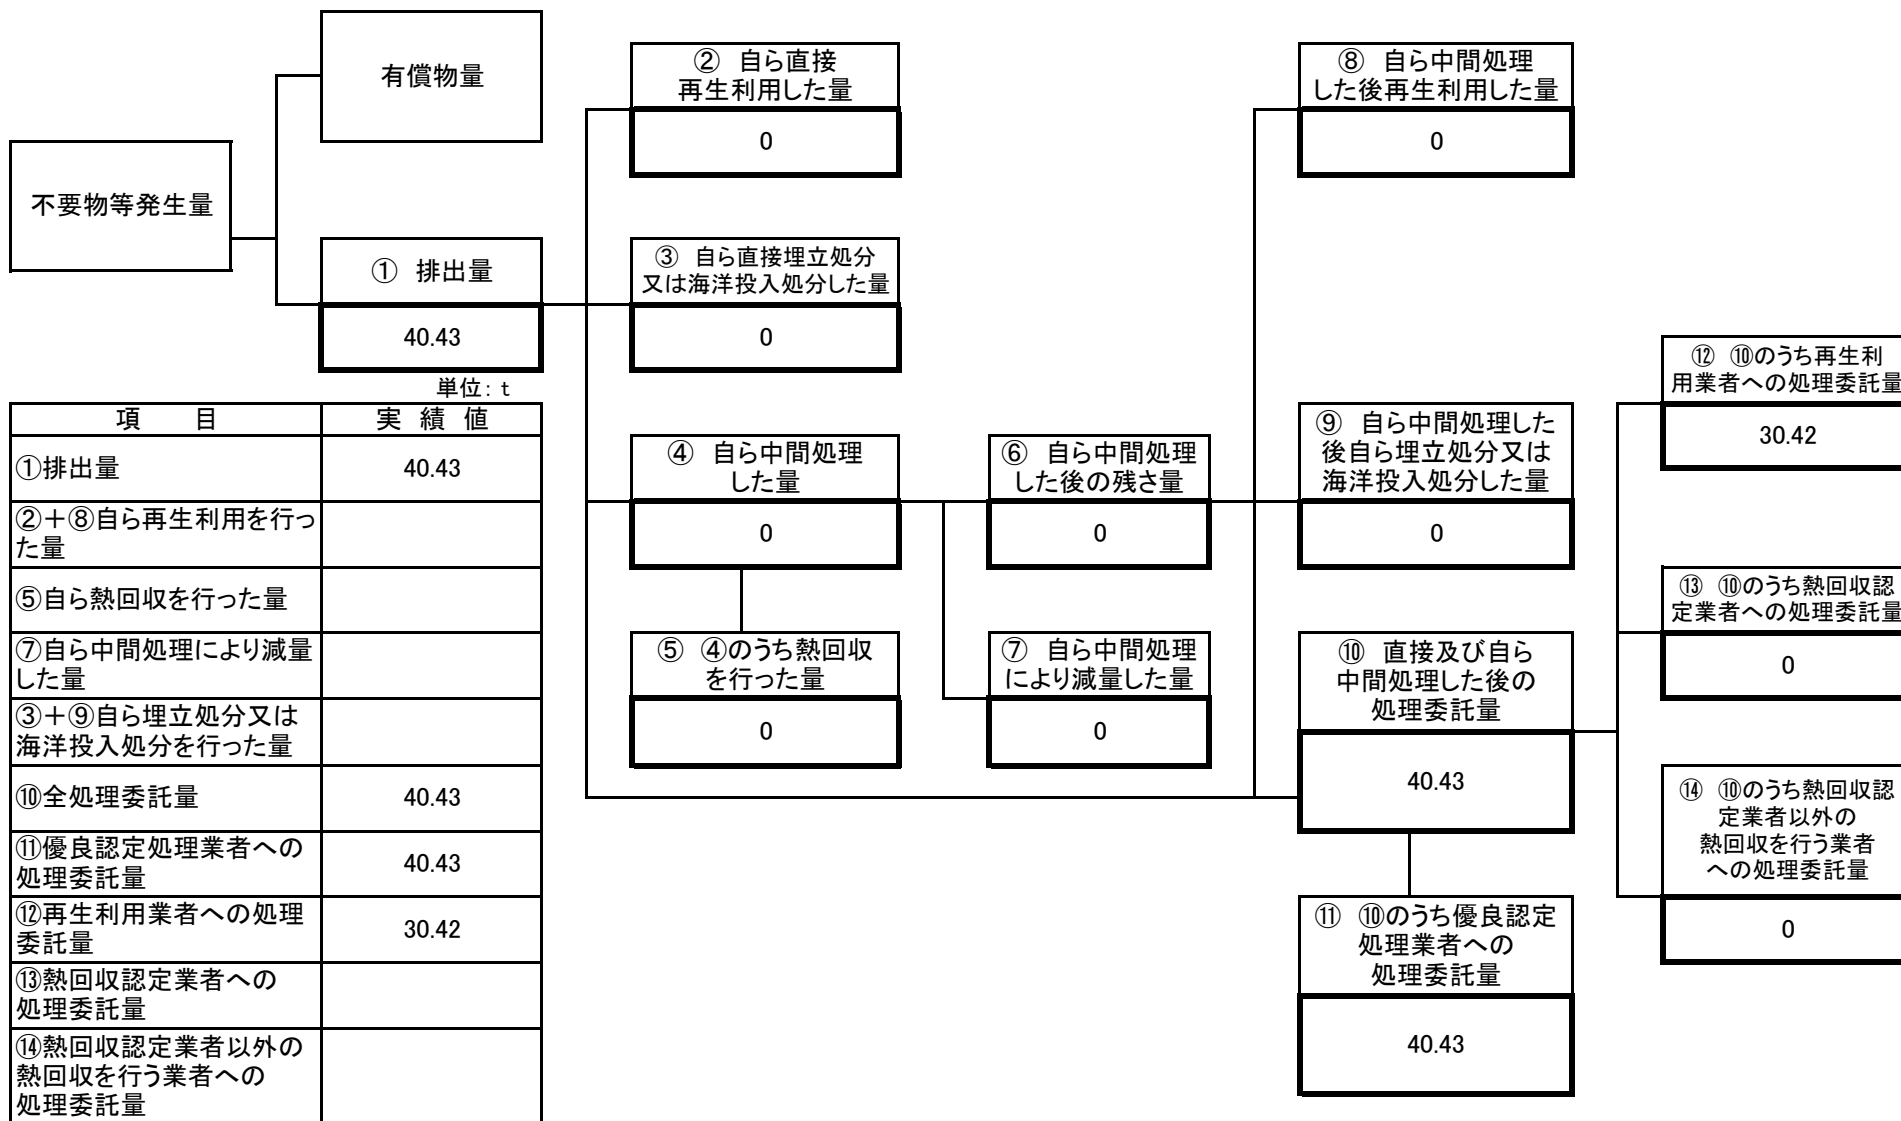 有償物量
不要物等発生量
① 排出量
40.43
② 自ら直接
再生利用した量
0
③ 自ら直接埋立処分
又は海洋投入処分した量
0
④ 自ら中間処理
した量
0
⑤ ④のうち熱回収
を行った量
0
⑥ 自ら中間処理
した後の残さ量
0
⑦ 自ら中間処理
により減量した量
0
⑧ 自ら中間処理
した後再生利用した量
0
⑨ 自ら中間処理した
後自ら埋立処分又は
海洋投入処分した量
0
⑩ 直接及び自ら
中間処理した後の
処理委託量
40.43
⑪ ⑩のうち優良認定
処理業者への
処理委託量
40.43
⑫ ⑩のうち再生利
用業者への処理委託量
30.42
⑬ ⑩のうち熱回収認
定業者への処理委託量
0
⑭ ⑩のうち熱回収認
定業者以外の
熱回収を行う業者
への処理委託量
0
単位:t
項 目 実 績 値
①排出量 40.43
②+⑧自ら再生利用を行っ
た量
⑤自ら熱回収を行った量
⑦自ら中間処理により減量
した量
③+⑨自ら埋立処分又は
海洋投入処分を行った量
⑩全処理委託量 40.43
⑪優良認定処理業者への
処理委託量 40.43
⑫再生利用業者への処理
委託量 30.42
⑬熱回収認定業者への
処理委託量
⑭熱回収認定業者以外の
熱回収を行う業者への
処理委託量